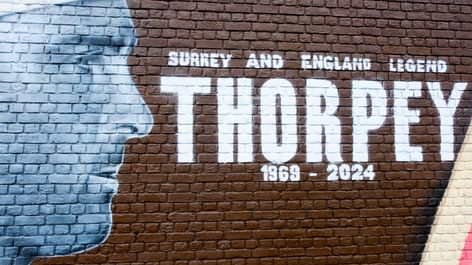 SURREY AND ENGLAND LEGEND
THORPEY
1969 - 2024